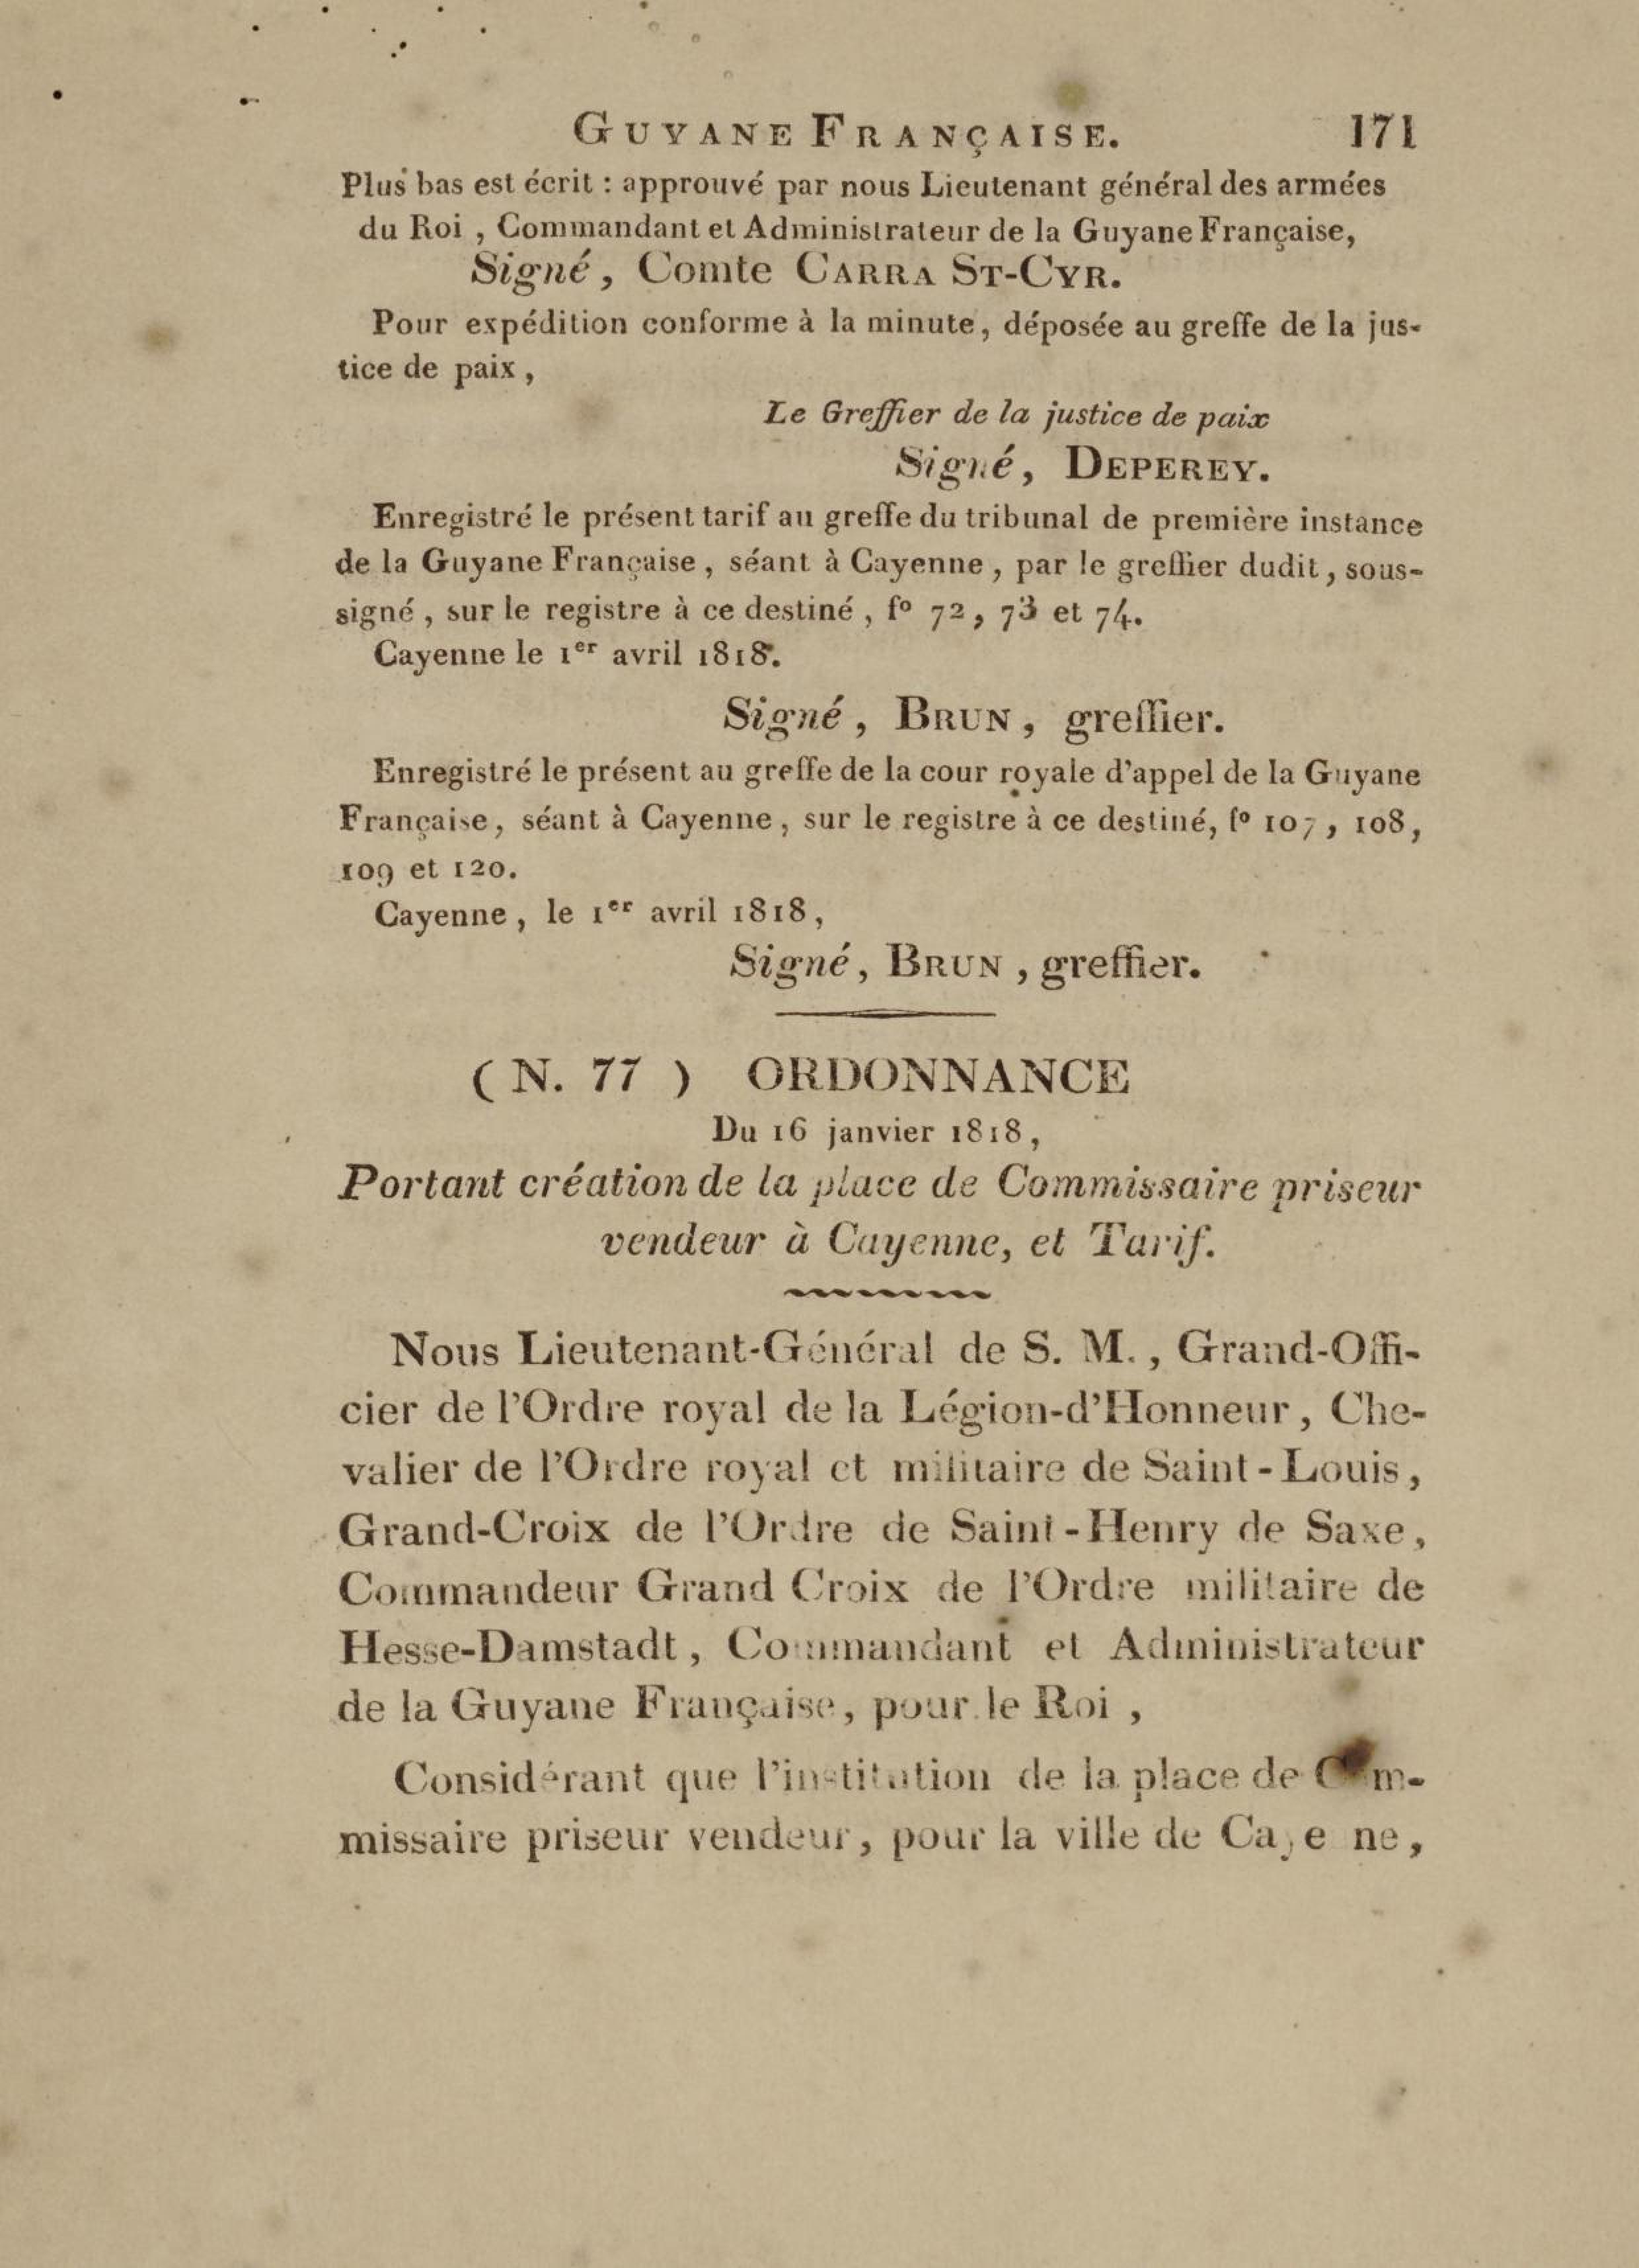 GUYANE FRANÇAISE. 171
Plus bas est écrit : approuvé par nous Lieutenant général des armées
du Roi , Commandant et Administrateur de la Guyane Française,
Signé , Comte CARRA ST-CYR.
Pour expédition conforme à la minute, déposée au greffe de la jus-
tice de paix ,
Le Greffier de la justice de paix
Signé, DEPEREY.
Enregistré le présent tarif au greffe du tribunal de première instance
de la Guyane Française , séant à Cayenne , par le greffier dudit, sous-
signé , sur le registre à ce destiné , fº 72, 73 et 74.
Cayenne le 1er avril 1818.
Signé , BRUN , greffier.
Enregistré le présent au greffe de la cour royale d'appel de la Guyane
Française, séant à Cayenne, sur le registre à ce destiné, fº 107, 108,
109 et 120.
Cayenne , le 1er avril 1818,
Signé, BRUN , greffier.
( N. 77 ) ORDONNANCE
Du 16 janvier 1818,
Portant création de la place de Commissaire priseur
vendeur à Cayenne, et Tarif.
Nous Lieutenant-Général de S. M., Grand-Offi-
cier de l'Ordre royal de la Légion-d'Honneur, Che-
valier de l'Ordre royal et militaire de Saint-Louis,
Grand-Croix de l'Ordre de Saint-Henry de Saxe,
Commandeur Grand Croix de l'Ordre militaire de
Hesse-Damstadt, Commandant et Administrateur
de la Guyane Française, pour le Roi ,
Considérant que l'institution de la place de Com-
missaire priseur vendeur, pour la ville de Cayenne,